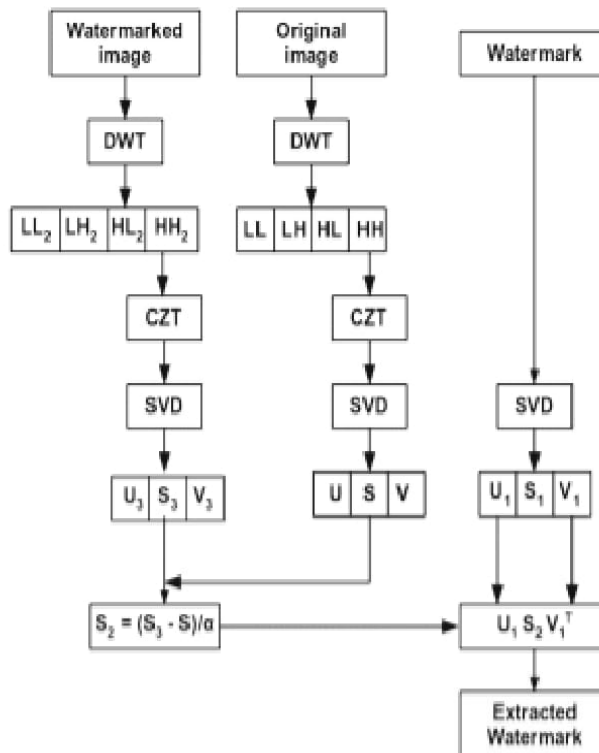 Watermarked
image
Original
image
Watermark
DWT
DWT
LL₂ LH₂ HL₂ HH₂
LL LH HL HH
CZT
CZT
SVD
SVD
SVD
U₃ S₃ V₃
U S V
U₁ S₁ V₁
S₂ = (S₃ - S)/α
U₁ S₂ V₁ᵀ
Extracted
Watermark